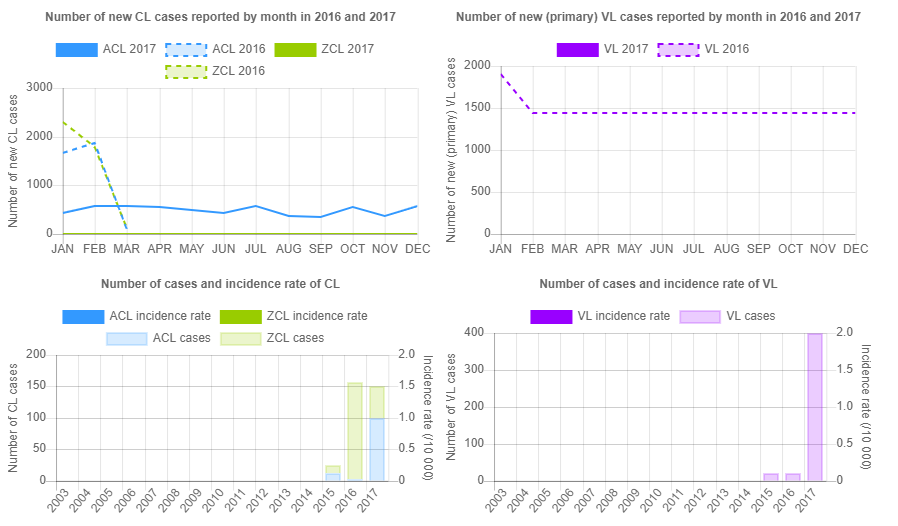 Number of new CL cases reported by month in 2016 and 2017
ACL 2017 ACL 2016 ZCL 2017
ZCL 2016
Number of new CL cases
3000
2000
1000
0
JAN FEB MAR APR MAY JUN JUL AUG SEP OCT NOV DEC
Number of new (primary) VL cases reported by month in 2016 and 2017
VL 2017 VL 2016
Number of new (primary) VL cases
2000
1500
1000
500
0
JAN FEB MAR APR MAY JUN JUL AUG SEP OCT NOV DEC
Number of cases and incidence rate of CL
ACL incidence rate ZCL incidence rate
ACL cases ZCL cases
Number of CL cases
200 2.0
150 1.5
100 1.0
50 0.5
0 0
Incidence rate (/10 000)
2003 2004 2005 2006 2007 2008 2009 2010 2011 2012 2013 2014 2015 2016 2017
Number of cases and incidence rate of VL
VL incidence rate VL cases
Number of VL cases
400 2.0
300 1.5
200 1.0
100 0.5
0 0
Incidence rate (/10 000)
2003 2004 2005 2006 2007 2008 2009 2010 2011 2012 2013 2014 2015 2016 2017